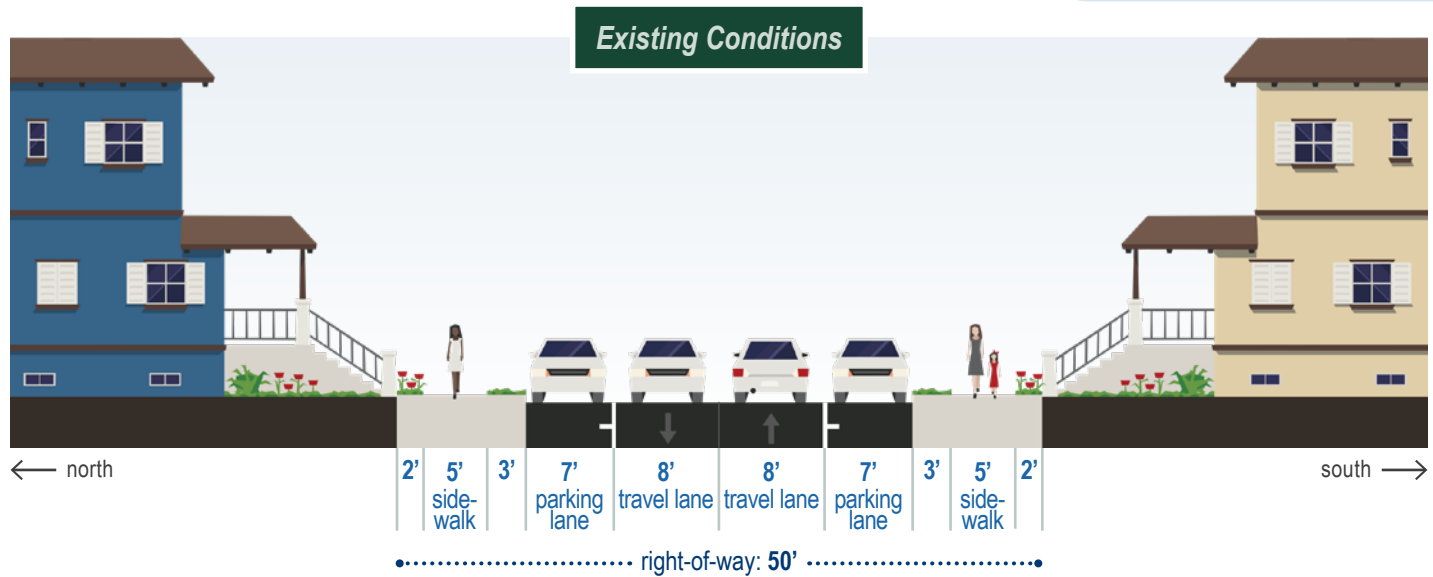 Existing Conditions
north
south
2’ 5’ 3’ 7’ 8’ 8’ 7’ 3’ 5’ 2’
side- parking travel lane travel lane parking side-
walk lane lane walk
right-of-way: 50’